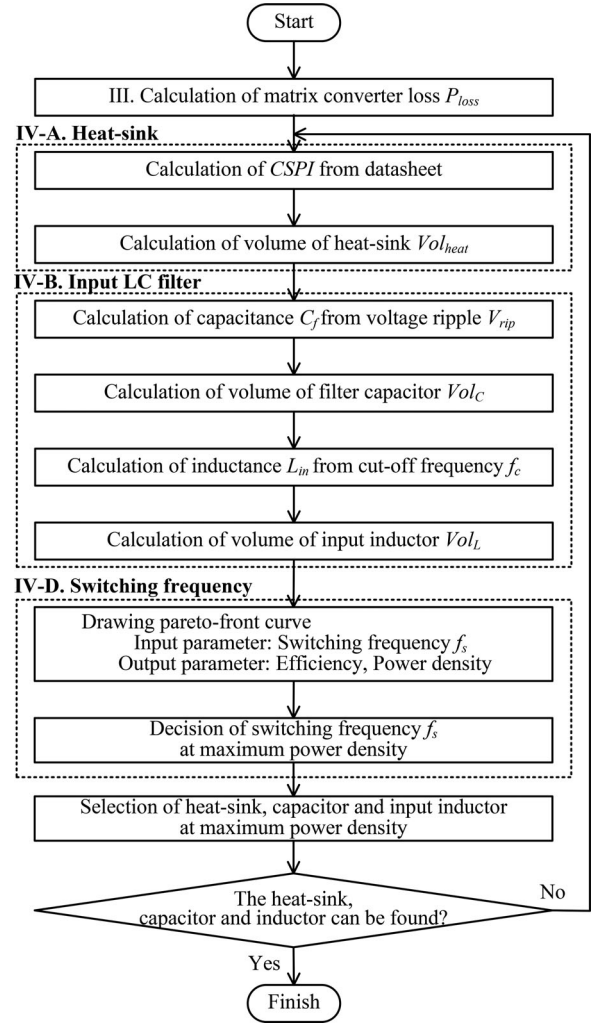 Start
III. Calculation of matrix converter loss Ploss
IV-A. Heat-sink
Calculation of CSPI from datasheet
Calculation of volume of heat-sink Volheat
IV-B. Input LC filter
Calculation of capacitance Cf from voltage ripple Vrip
Calculation of volume of filter capacitor VolC
Calculation of inductance Lin from cut-off frequency fc
Calculation of volume of input inductor VolL
IV-D. Switching frequency
Drawing pareto-front curve
Input parameter: Switching frequency fs
Output parameter: Efficiency, Power density
Decision of switching frequency fs
at maximum power density
Selection of heat-sink, capacitor and input inductor
at maximum power density
The heat-sink,
capacitor and inductor can be found?
No
Yes
Finish